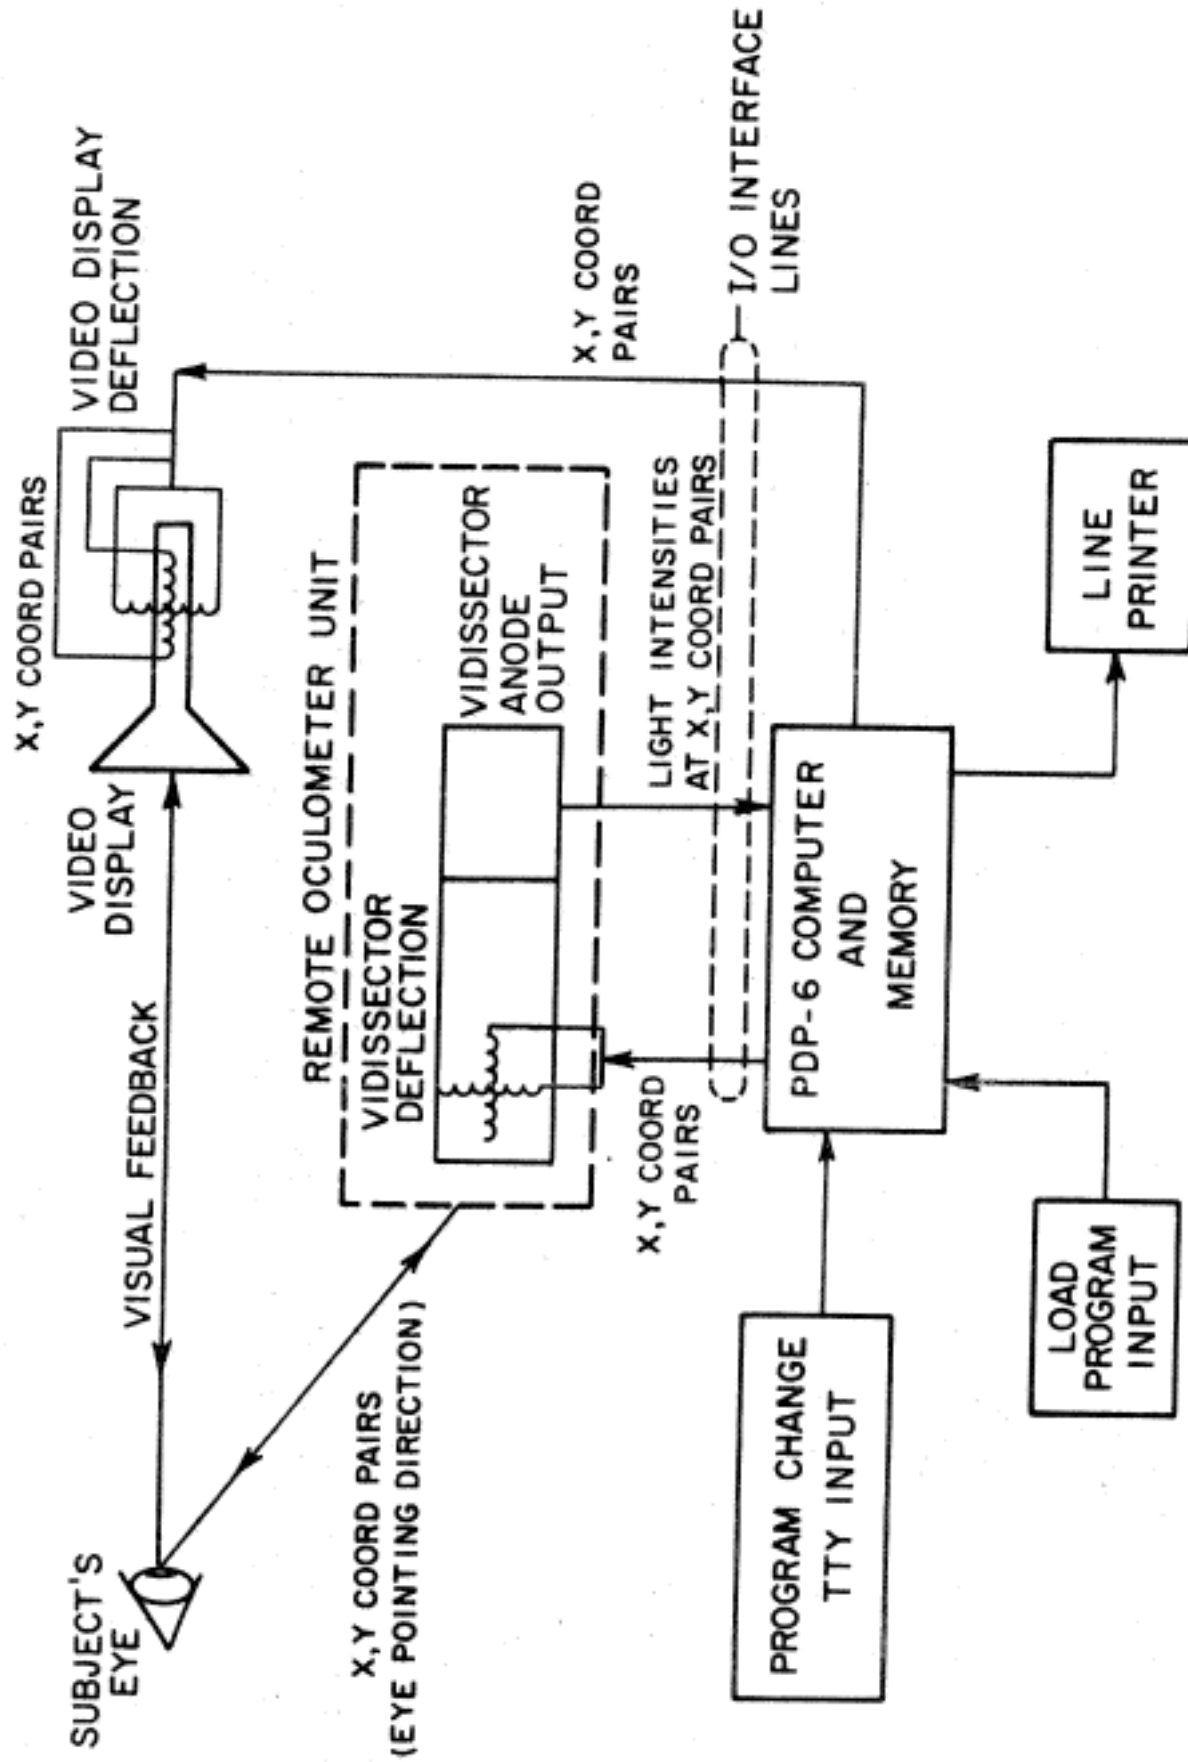 SUBJECT'S
EYE
VISUAL FEEDBACK
VIDEO
DISPLAY
X,Y COORD PAIRS
VIDEO DISPLAY
DEFLECTION
X,Y COORD PAIRS
(EYE POINTING DIRECTION)
REMOTE OCULOMETER UNIT
VIDISSECTOR
DEFLECTION
VIDISSECTOR
ANODE
OUTPUT
X,Y COORD
PAIRS
LIGHT INTENSITIES
AT X,Y COORD PAIRS
X,Y COORD
PAIRS
I/O INTERFACE
LINES
PROGRAM CHANGE
TTY INPUT
PDP-6 COMPUTER
AND
MEMORY
LOAD
PROGRAM
INPUT
LINE
PRINTER